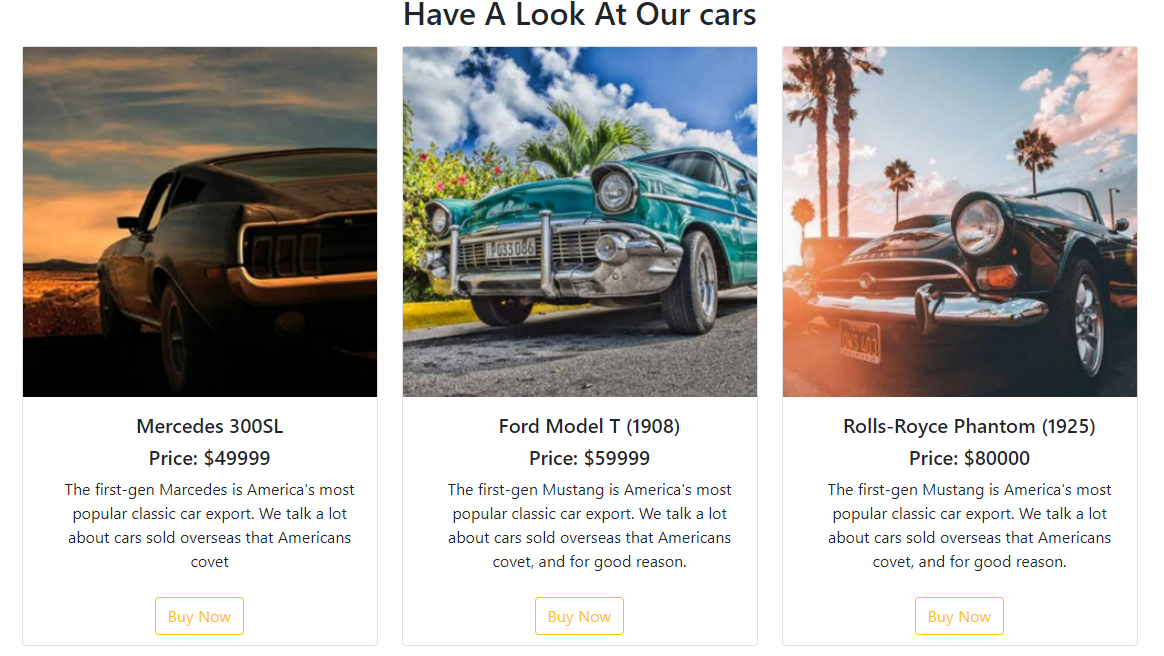 Have A Look At Our cars
P033 086
Mercedes 300SL
Price: $49999
The first-gen Marcedes is America's most
popular classic car export. We talk a lot
about cars sold overseas that Americans
covet
Buy Now
Ford Model T (1908)
Price: $59999
The first-gen Mustang is America's most
popular classic car export. We talk a lot
about cars sold overseas that Americans
covet, and for good reason.
Buy Now
Rolls-Royce Phantom (1925)
Price: $80000
The first-gen Mustang is America's most
popular classic car export. We talk a lot
about cars sold overseas that Americans
covet, and for good reason.
Buy Now